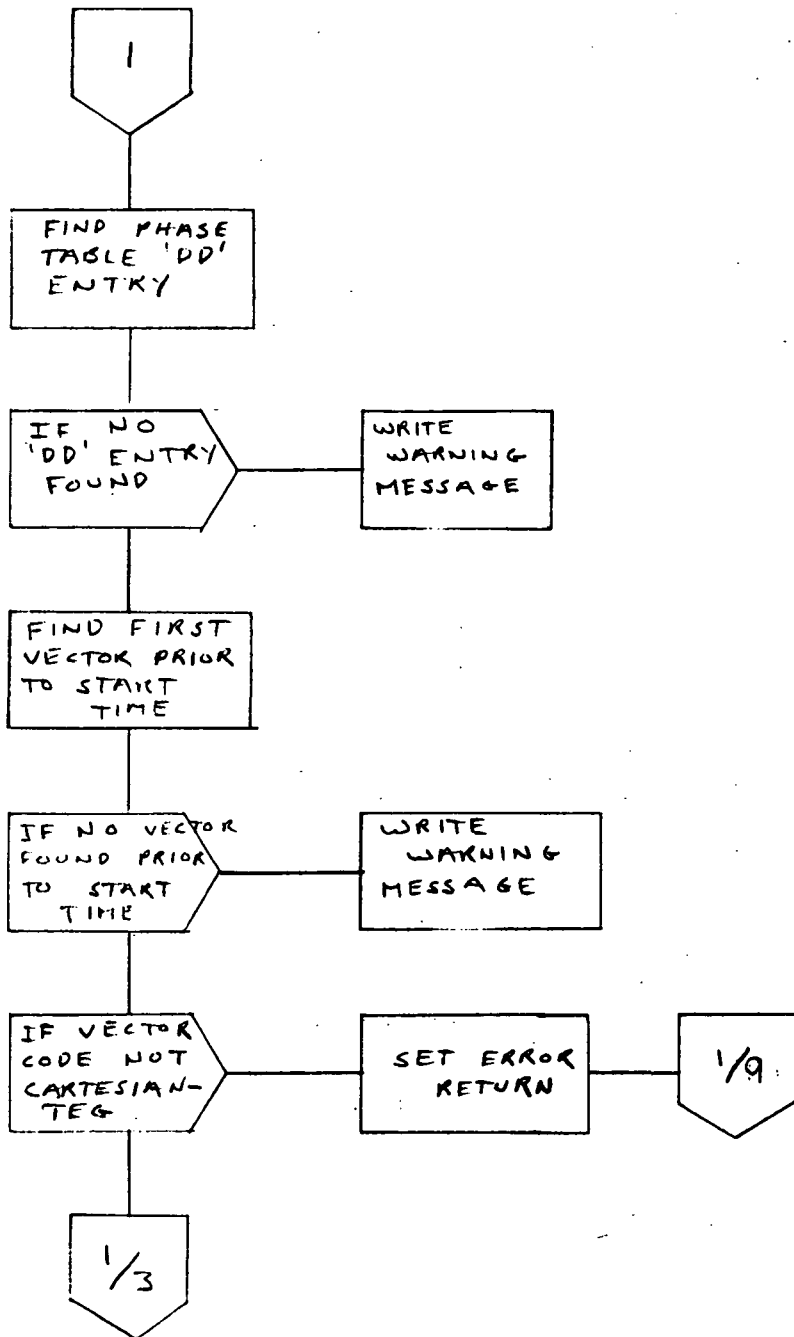 1
FIND PHASE
TABLE 'DD'
ENTRY
IF NO
'DD' ENTRY
FOUND
WRITE
WARNING
MESSAGE
FIND FIRST
VECTOR PRIOR
TO START
TIME
IF NO VECTOR
FOUND PRIOR
TO START
TIME
WRITE
WARNING
MESSAGE
IF VECTOR
CODE NOT
CARTESIAN-
TEG
SET ERROR
RETURN
1/9
1/3